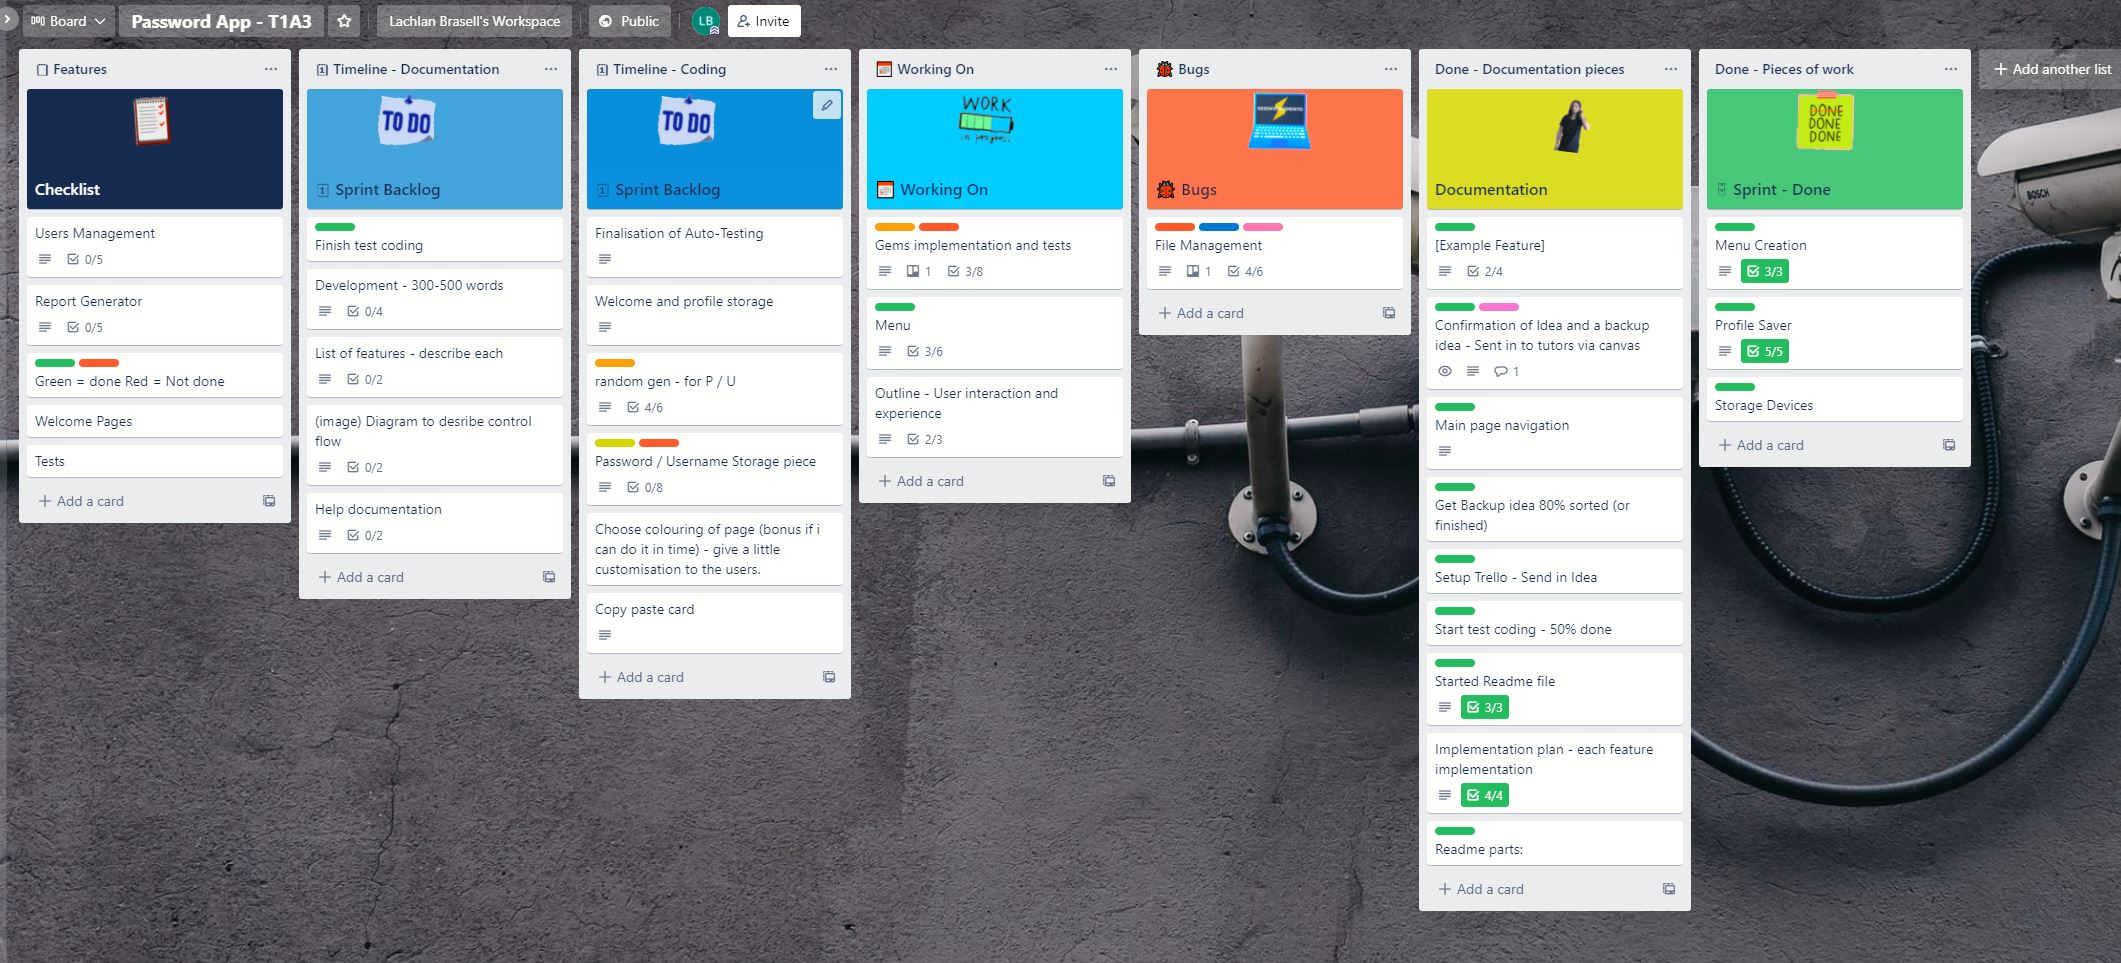 Board
Password App - T1A3
Lachlan Brasell's Workspace
Public
LB
Invite
Features
Checklist
Users Management
0/5
Report Generator
0/5
Green = done Red = Not done
Welcome Pages
Tests
+ Add a card
Timeline - Documentation
TO DO
Sprint Backlog
Finish test coding
Development - 300-500 words
0/4
List of features - describe each
0/2
(image) Diagram to desribe control
flow
0/2
Help documentation
0/2
+ Add a card
Timeline - Coding
TO DO
Sprint Backlog
Finalisation of Auto-Testing
Welcome and profile storage
random gen - for P / U
4/6
Password / Username Storage piece
0/8
Choose colouring of page (bonus if i
can do it in time) - give a little
customisation to the users.
Copy paste card
+ Add a card
Working On
WORK
in progress
Working On
Gems implementation and tests
1 3/8
Menu
3/6
Outline - User interaction and
experience
2/3
+ Add a card
Bugs
DESENVOLVIMENTO
Bugs
File Management
1 4/6
+ Add a card
Done - Documentation pieces
Documentation
[Example Feature]
2/4
Confirmation of Idea and a backup
idea - Sent in to tutors via canvas
1
Main page navigation
Get Backup idea 80% sorted (or
finished)
Setup Trello - Send in Idea
Start test coding - 50% done
Started Readme file
3/3
Implementation plan - each feature
implementation
4/4
Readme parts:
+ Add a card
Done - Pieces of work
DONE
DONE
DONE
Sprint - Done
Menu Creation
3/3
Profile Saver
5/5
Storage Devices
+ Add a card
+ Add another list
BOSCH